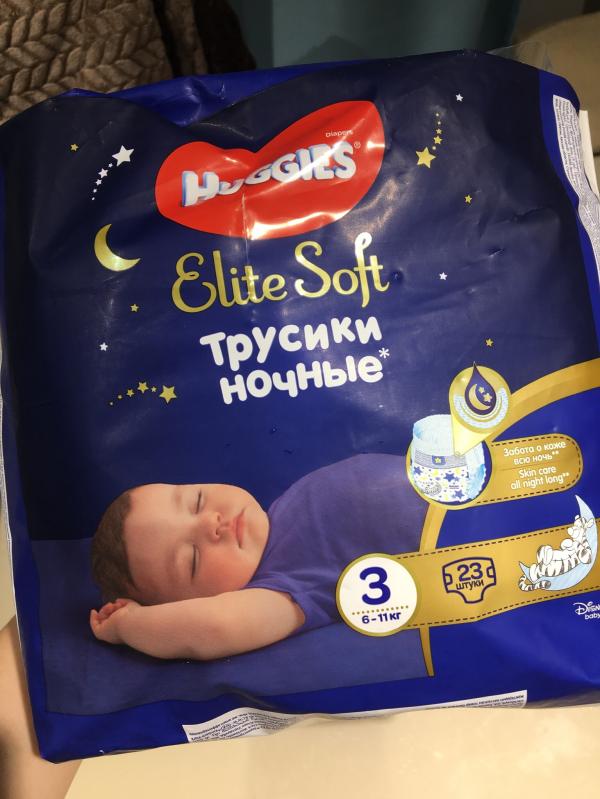 Diapers
HUGGIES®
Elite Soft
трусики
ночные*
Забота о коже
всю ночь**
Skin care
all night long**
3
6-11 кг
23
штуки
Disney
baby